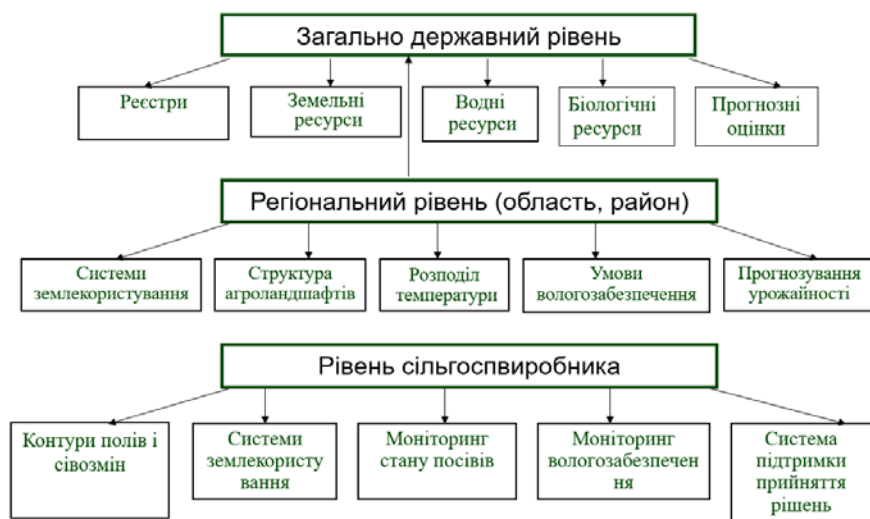 Загально державний рівень
Реєстри
Земельні
ресурси
Водні
ресурси
Біологічні
ресурси
Прогнозні
оцінки
Регіональний рівень (область, район)
Системи
землекористування
Структура
агроландшафтів
Розподіл
температури
Умови
вологозабезпечення
Прогнозування
урожайності
Рівень сільгоспвиробника
Контури полів і
сівозмін
Системи
землекористу
вання
Моніторинг
стану посівів
Моніторинг
вологозабезпечен
ня
Система
підтримки
прийняття
рішень